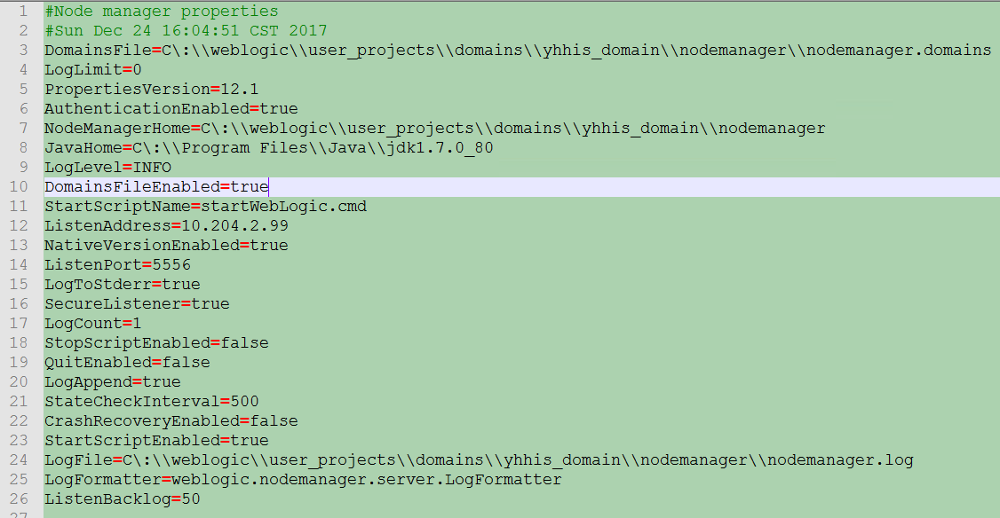 1 #Node manager properties
2 #Sun Dec 24 16:04:51 CST 2017
3 DomainsFile=C\:\\weblogic\\user_projects\\domains\\yhhis_domain\\nodemanager\\nodemanager.domains
4 LogLimit=0
5 PropertiesVersion=12.1
6 AuthenticationEnabled=true
7 NodeManagerHome=C\:\\weblogic\\user_projects\\domains\\yhhis_domain\\nodemanager
8 JavaHome=C\:\\Program Files\\Java\\jdk1.7.0_80
9 LogLevel=INFO
10 DomainsFileEnabled=true
11 StartScriptName=startWebLogic.cmd
12 ListenAddress=10.204.2.99
13 NativeVersionEnabled=true
14 ListenPort=5556
15 LogToStderr=true
16 SecureListener=true
17 LogCount=1
18 StopScriptEnabled=false
19 QuitEnabled=false
20 LogAppend=true
21 StateCheckInterval=500
22 CrashRecoveryEnabled=false
23 StartScriptEnabled=true
24 LogFile=C\:\\weblogic\\user_projects\\domains\\yhhis_domain\\nodemanager\\nodemanager.log
25 LogFormatter=weblogic.nodemanager.server.LogFormatter
26 ListenBacklog=50
27